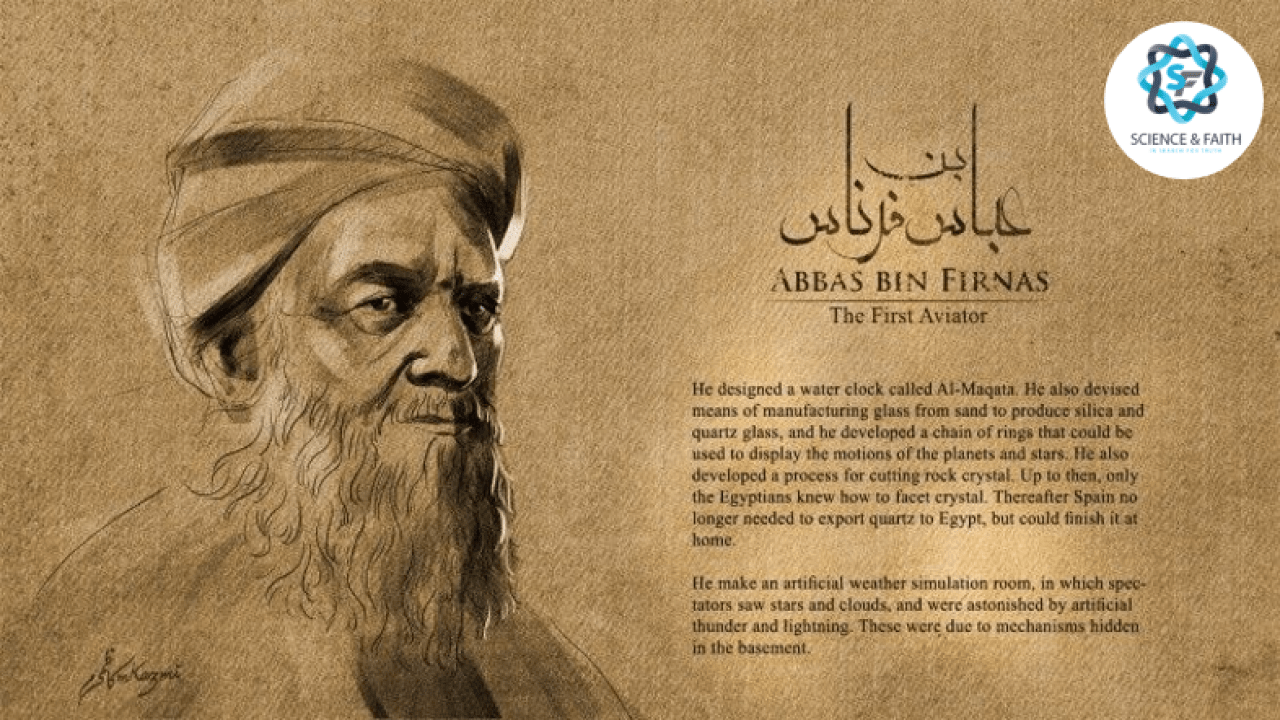 SF
SCIENCE & FAITH
IN SEARCH FOR TRUTH
عباس بن فرناس
ABBAS BIN FIRNAS
The First Aviator
He designed a water clock called Al-Maqata. He also devised
means of manufacturing glass from sand to produce silica and
quartz glass, and he developed a chain of rings that could be
used to display the motions of the planets and stars. He also
developed a process for cutting rock crystal. Up to then, only
the Egyptians knew how to facet crystal. Thereafter Spain no
longer needed to export quartz to Egypt, but could finish it at
home.
He make an artificial weather simulation room, in which spec-
tators saw stars and clouds, and were astonished by artificial
thunder and lightning. These were due to mechanisms hidden
in the basement.
Kazmi